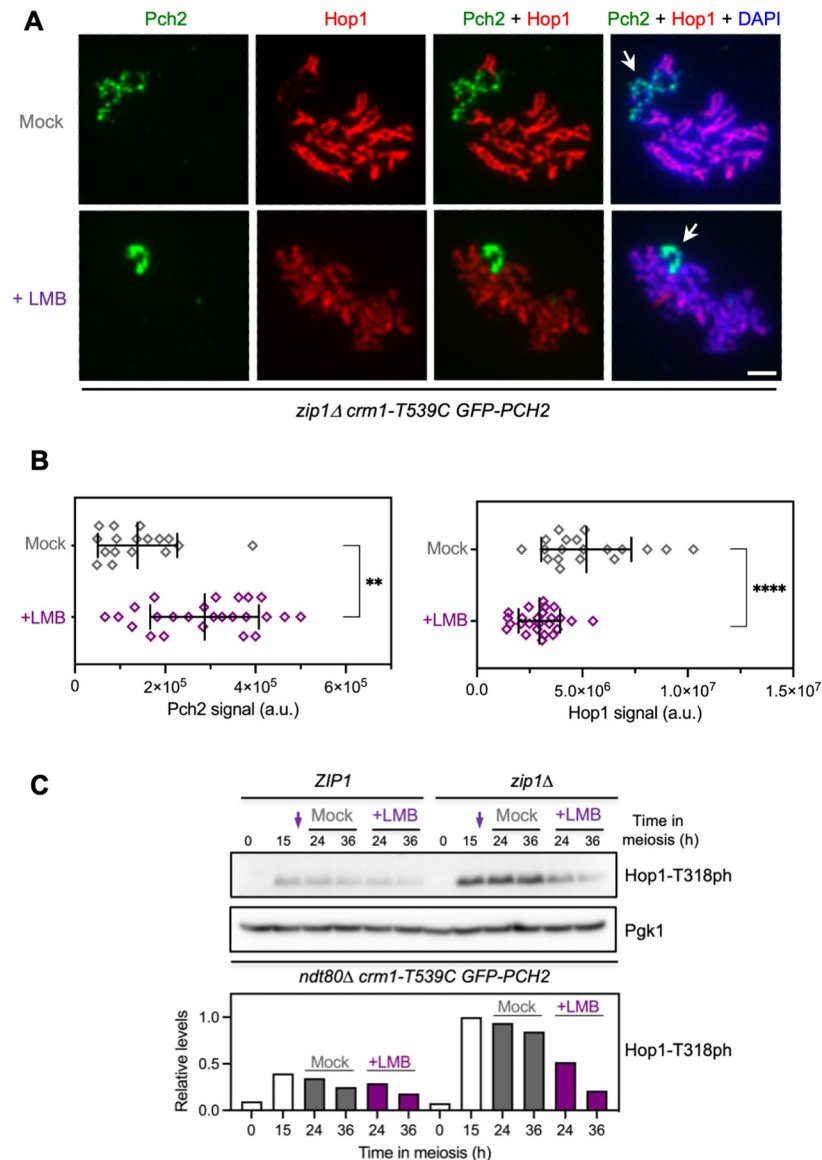 A
Pch2 Hop1 Pch2 + Hop1 Pch2 + Hop1 + DAPI
Mock
+ LMB
zip1Δ crm1-T539C GFP-PCH2
B
Mock
+LMB
**
0 2×10⁵ 4×10⁵ 6×10⁵
Pch2 signal (a.u.)
Mock
+LMB
****
0.0 5.0×10⁶ 1.0×10⁷ 1.5×10⁷
Hop1 signal (a.u.)
C
ZIP1 zip1Δ
Mock +LMB Mock +LMB Time in
0 15 24 36 24 36 0 15 24 36 24 36 meiosis (h)
Hop1-T318ph
Pgk1
ndt80Δ crm1-T539C GFP-PCH2
Relative levels
1.0
0.5
0.0
Mock +LMB
Mock +LMB
Hop1-T318ph
0 15 24 36 24 36 0 15 24 36 24 36
Time in meiosis (h)